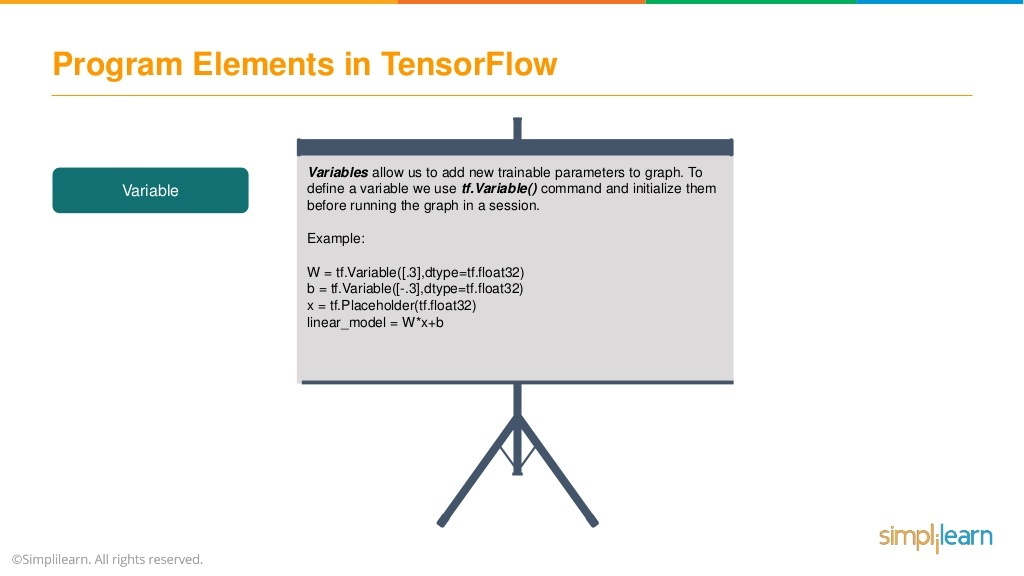 Program Elements in TensorFlow
Variable
Variables allow us to add new trainable parameters to graph. To
define a variable we use tf.Variable() command and initialize them
before running the graph in a session.
Example:
W = tf.Variable([.3],dtype=tf.float32)
b = tf.Variable([-.3],dtype=tf.float32)
x = tf.Placeholder(tf.float32)
linear_model = W*x+b
simplilearn
©Simplilearn. All rights reserved.